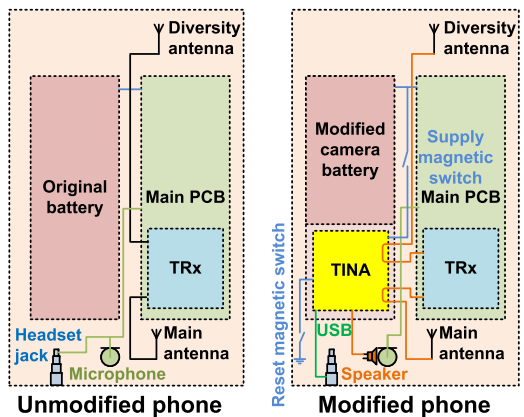 Diversity
antenna
Original
battery
Main PCB
TRx
Headset
jack
Main
antenna
Microphone
Unmodified phone
Diversity
antenna
Modified
camera
battery
Supply
magnetic
switch
Main PCB
TINA
TRx
Reset magnetic switch
USB
Main
antenna
Speaker
Modified phone